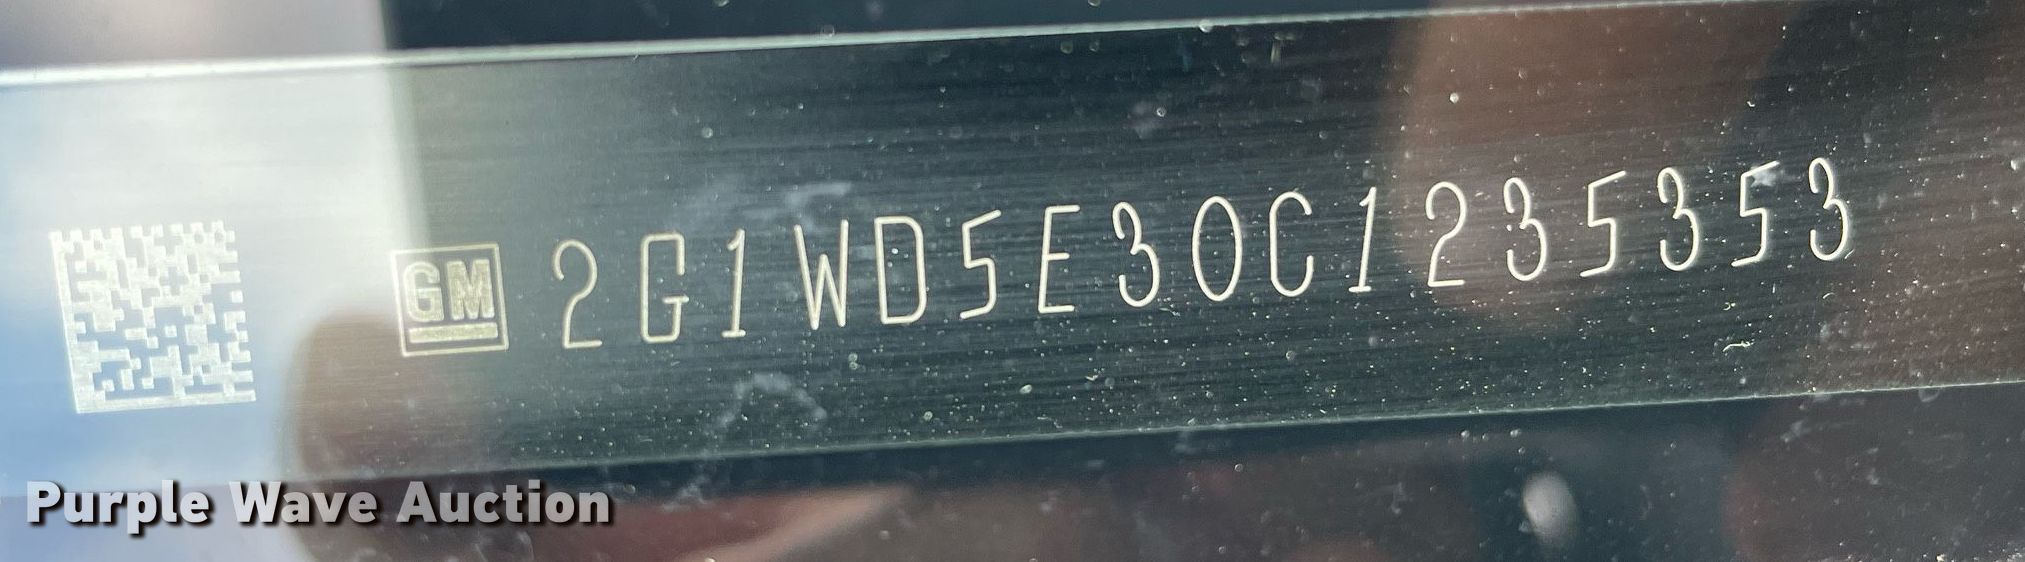 GM 2G1WD5E30C1235353
Purple Wave Auction